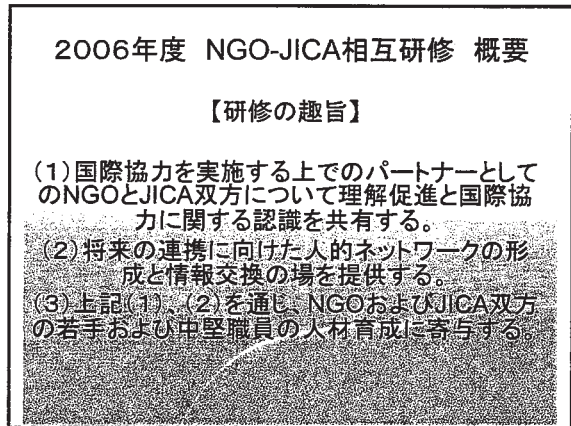 2006年度 NGO-JICA相互研修 概要
【研修の趣旨】
(1)国際協力を実施する上でのパートナーとして
のNGOとJICA双方について理解促進と国際協
力に関する認識を共有する。
(2)将来の連携に向けた人的ネットワークの形
成と情報交換の場を提供する。
(3)上記(1)、(2)を通じ、NGOおよびJICA双方
の若手および中堅職員の人材育成に寄与する。